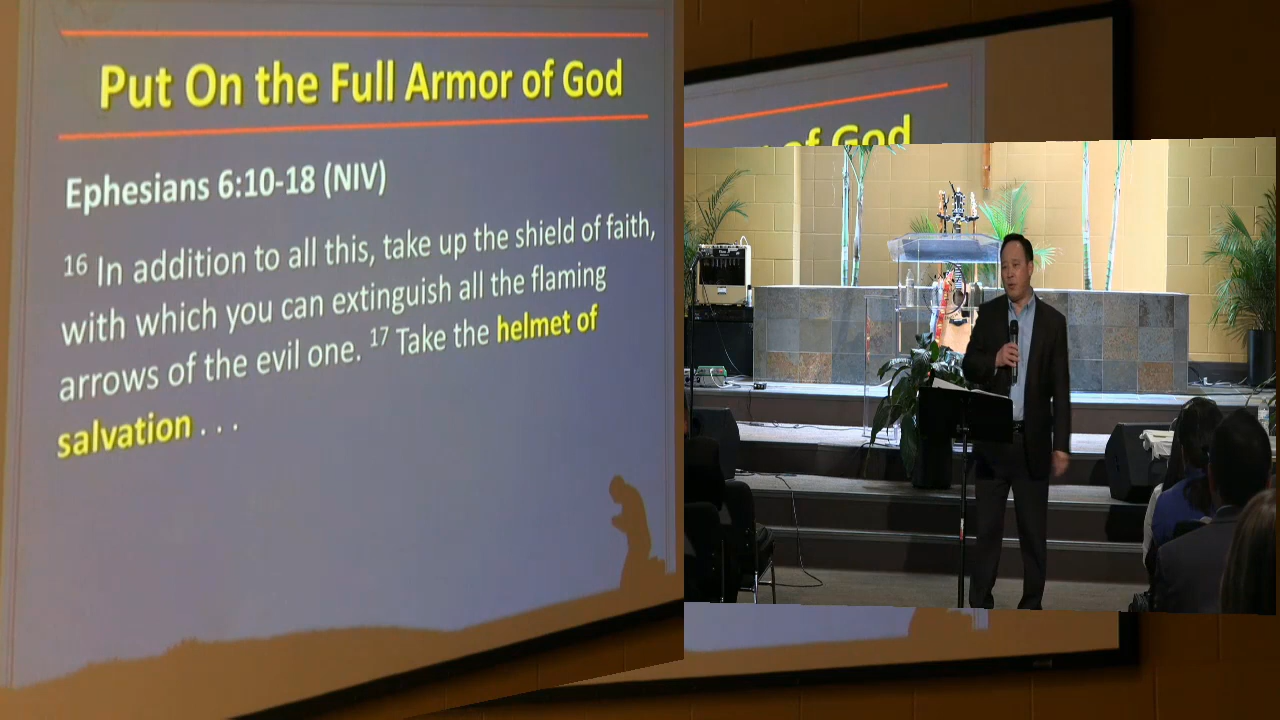 Put On the Full Armor of God
Ephesians 6:10-18 (NIV)
16 In addition to all this, take up the shield of faith,
with which you can extinguish all the flaming
arrows of the evil one. 17 Take the helmet of
salvation . . .
of God